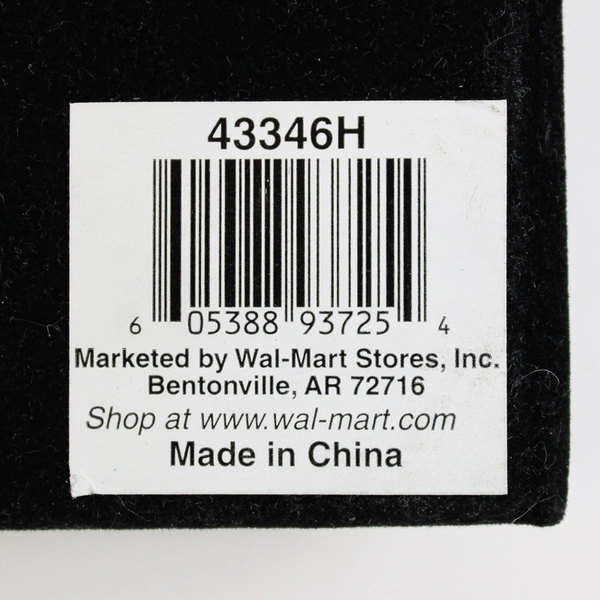 43346H
6 05388 93725 4
Marketed by Wal-Mart Stores, Inc.
Bentonville, AR 72716
Shop at www.wal-mart.com
Made in China